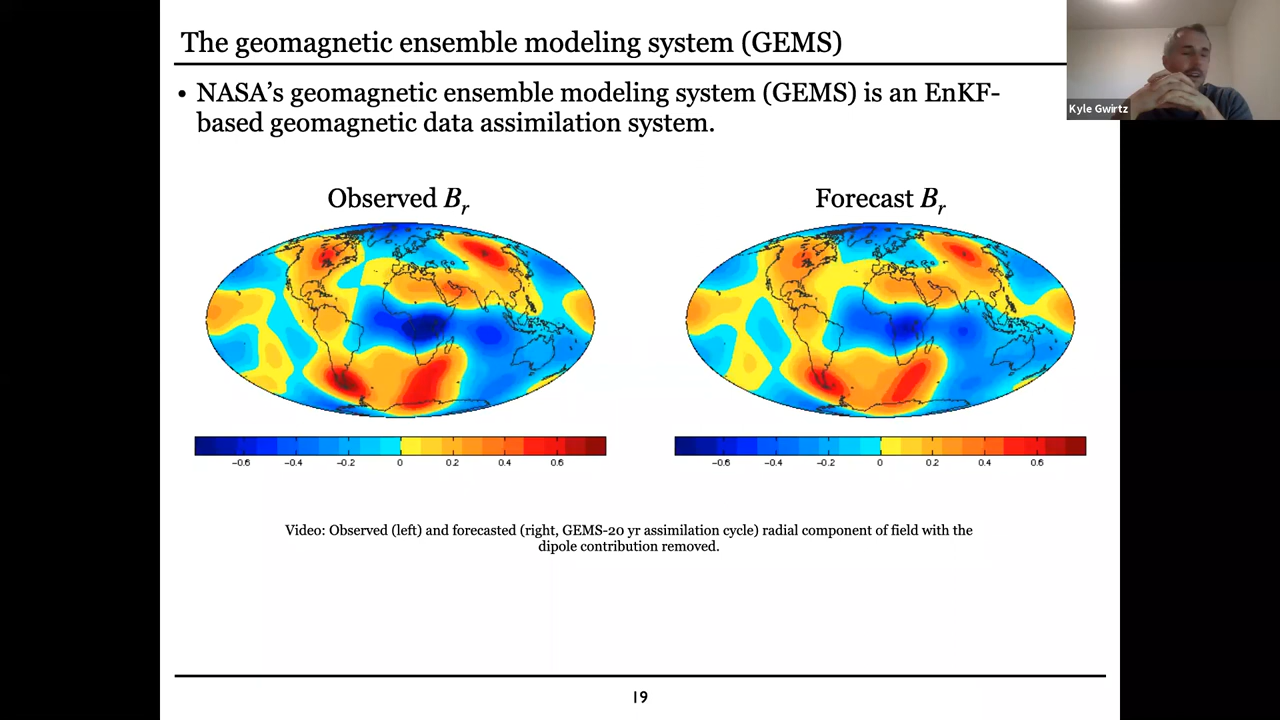 The geomagnetic ensemble modeling system (GEMS)
• NASA’s geomagnetic ensemble modeling system (GEMS) is an EnKF-
based geomagnetic data assimilation system.
Kyle Gwirtz
Observed Br
Forecast Br
−0.6 −0.4 −0.2 0 0.2 0.4 0.6
−0.6 −0.4 −0.2 0 0.2 0.4 0.6
Video: Observed (left) and forecasted (right, GEMS-20 yr assimilation cycle) radial component of field with the
dipole contribution removed.
19